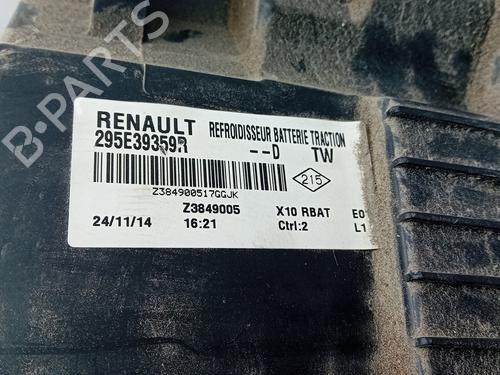 RENAULT REFROIDISSEUR BATTERIE TRACTION
295E39359R --D TW
215
Z384900517GGJK
Z3849005 X10 RBAT E0
24/11/14 16:21 Ctrl:2 L1
B-PARTS